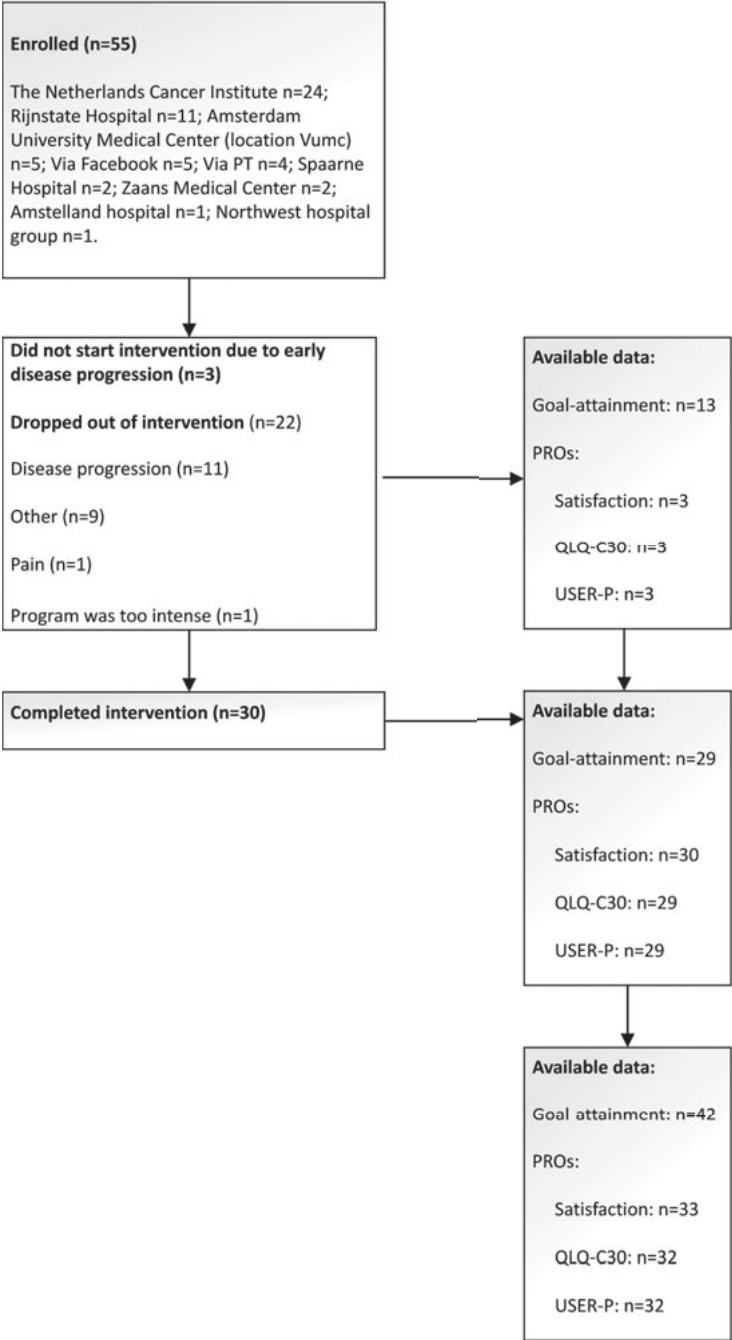 Enrolled (n=55)
The Netherlands Cancer Institute n=24;
Rijnstate Hospital n=11; Amsterdam
University Medical Center (location Vumc)
n=5; Via Facebook n=5; Via PT n=4; Spaarne
Hospital n=2; Zaans Medical Center n=2;
Amstelland hospital n=1; Northwest hospital
group n=1.
Did not start intervention due to early
disease progression (n=3)
Dropped out of intervention (n=22)
Disease progression (n=11)
Other (n=9)
Pain (n=1)
Program was too intense (n=1)
Available data:
Goal-attainment: n=13
PROs:
Satisfaction: n=3
QLQ-C30: n=3
USER-P: n=3
Completed intervention (n=30)
Available data:
Goal-attainment: n=29
PROs:
Satisfaction: n=30
QLQ-C30: n=29
USER-P: n=29
Available data:
Goal attainment: n=42
PROs:
Satisfaction: n=33
QLQ-C30: n=32
USER-P: n=32